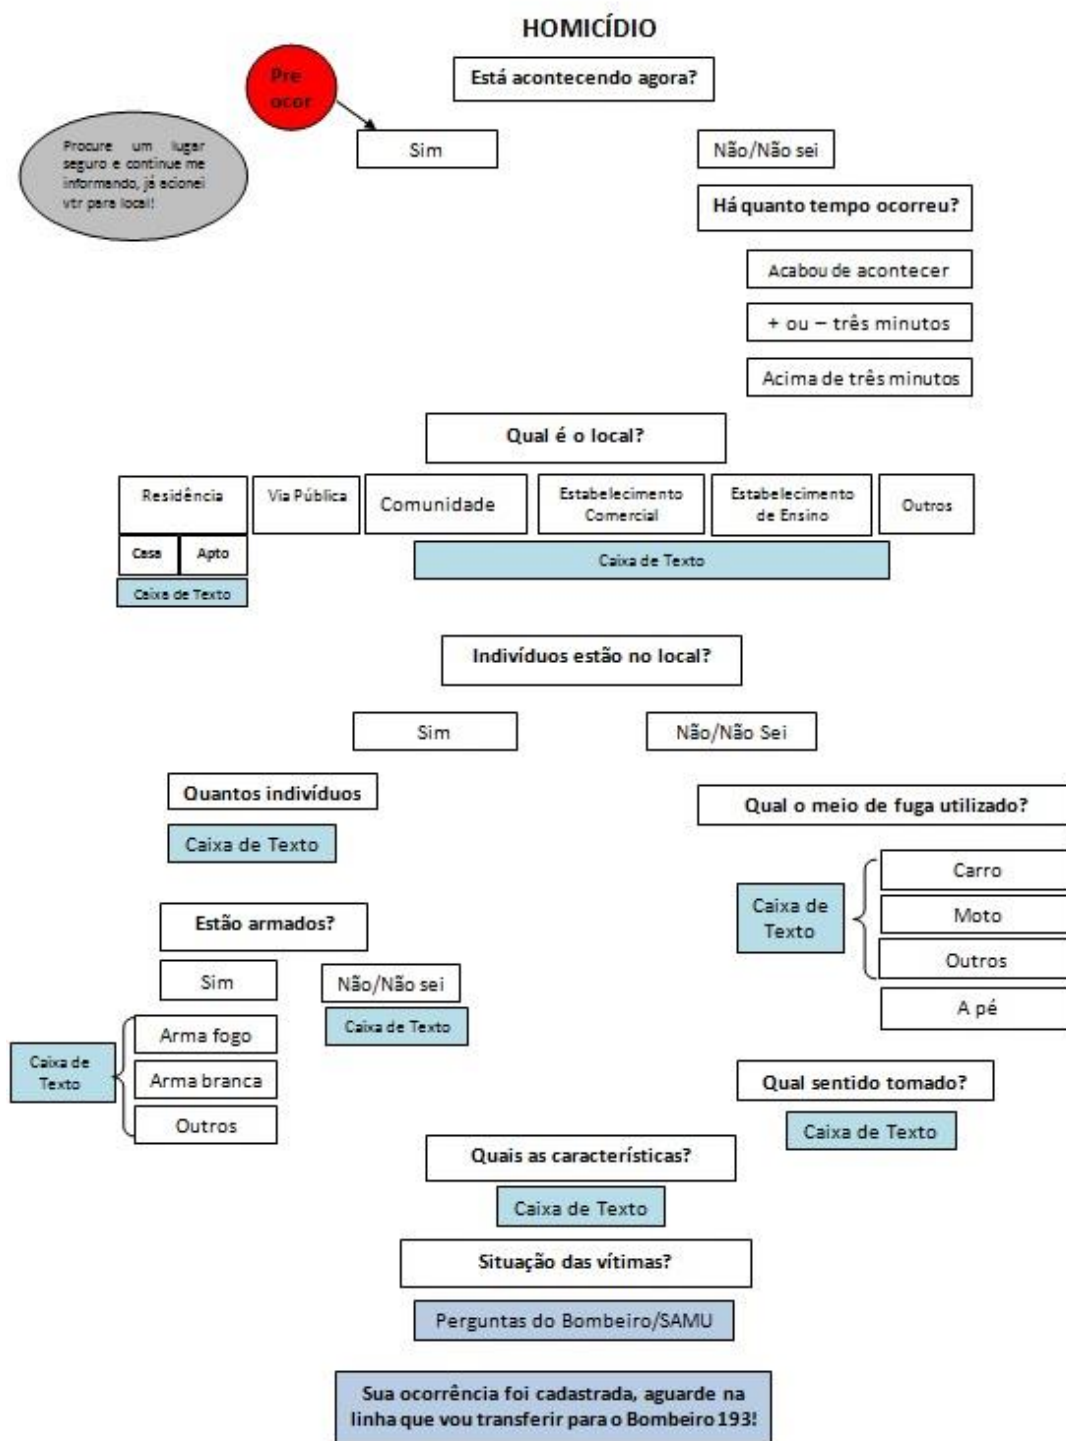 HOMICÍDIO
Está acontecendo agora?
Pre
ocor
Sim
Não/Não sei
Procure um lugar
seguro e continue me
informando, já acionei
vtr para local!
Há quanto tempo ocorreu?
Acabou de acontecer
+ ou – três minutos
Acima de três minutos
Qual é o local?
Residência
Via Pública
Comunidade
Estabelecimento
Comercial
Estabelecimento
de Ensino
Outros
Casa
Apto
Caixa de Texto
Caixa de Texto
Indivíduos estão no local?
Sim
Não/Não Sei
Quantos indivíduos
Caixa de Texto
Qual o meio de fuga utilizado?
Caixa de
Texto
Carro
Moto
Outros
A pé
Estão armados?
Sim
Não/Não sei
Caixa de Texto
Caixa de
Texto
Arma fogo
Arma branca
Outros
Qual sentido tomado?
Caixa de Texto
Quais as características?
Caixa de Texto
Situação das vítimas?
Perguntas do Bombeiro/SAMU
Sua ocorrência foi cadastrada, aguarde na
linha que vou transferir para o Bombeiro 193!